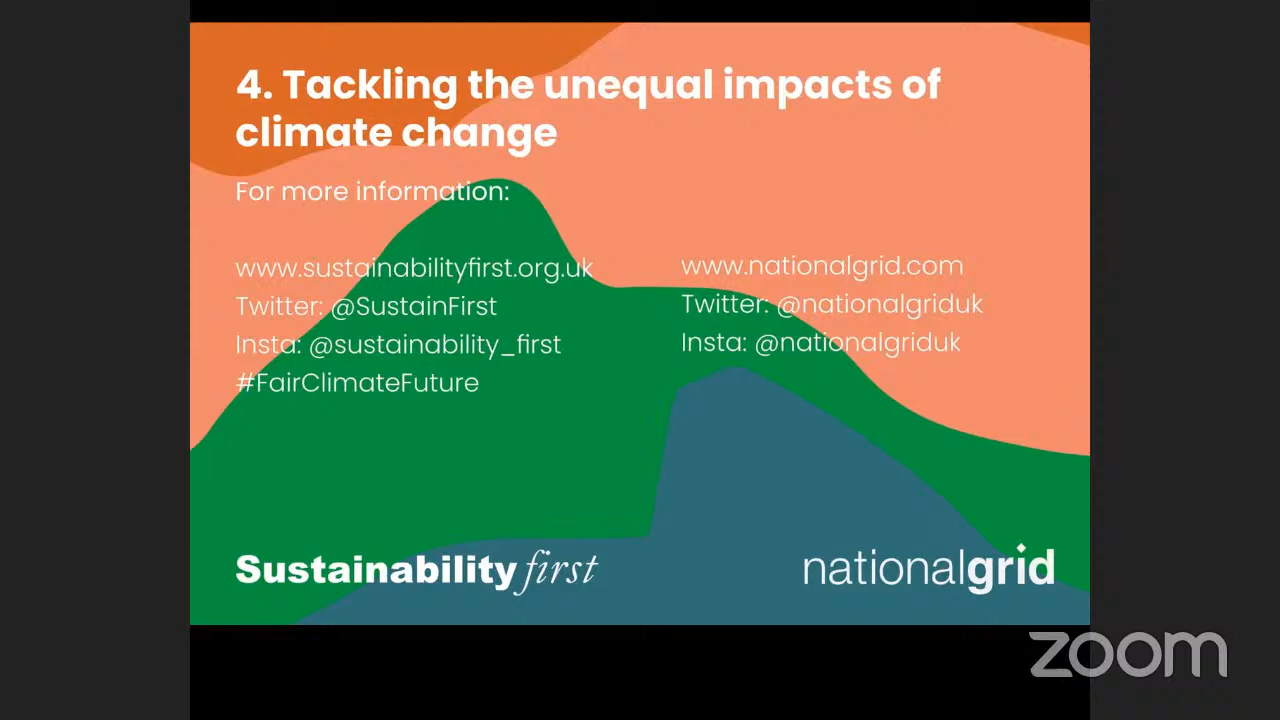 4. Tackling the unequal impacts of
climate change
For more information:
www.sustainabilityfirst.org.uk
Twitter: @SustainFirst
Insta: @sustainability_first
#FairClimateFuture
www.nationalgrid.com
Twitter: @nationalgriduk
Insta: @nationalgriduk
Sustainability first
nationalgrid
zoom